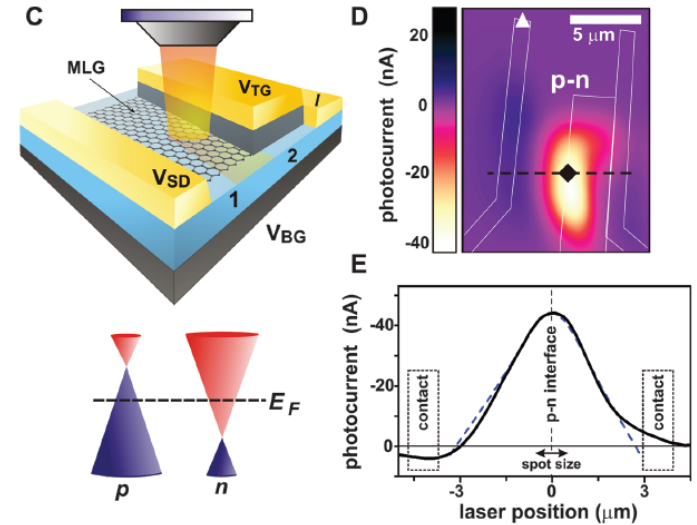 C
MLG
V_TG
I
V_SD
1
2
V_BG
E_F
p
n
D
photocurrent (nA)
20
0
-20
-40
5 μm
p-n
E
photocurrent (nA)
-40
-20
0
contact
p-n interface
contact
spot size
-3
0
3
laser position (μm)